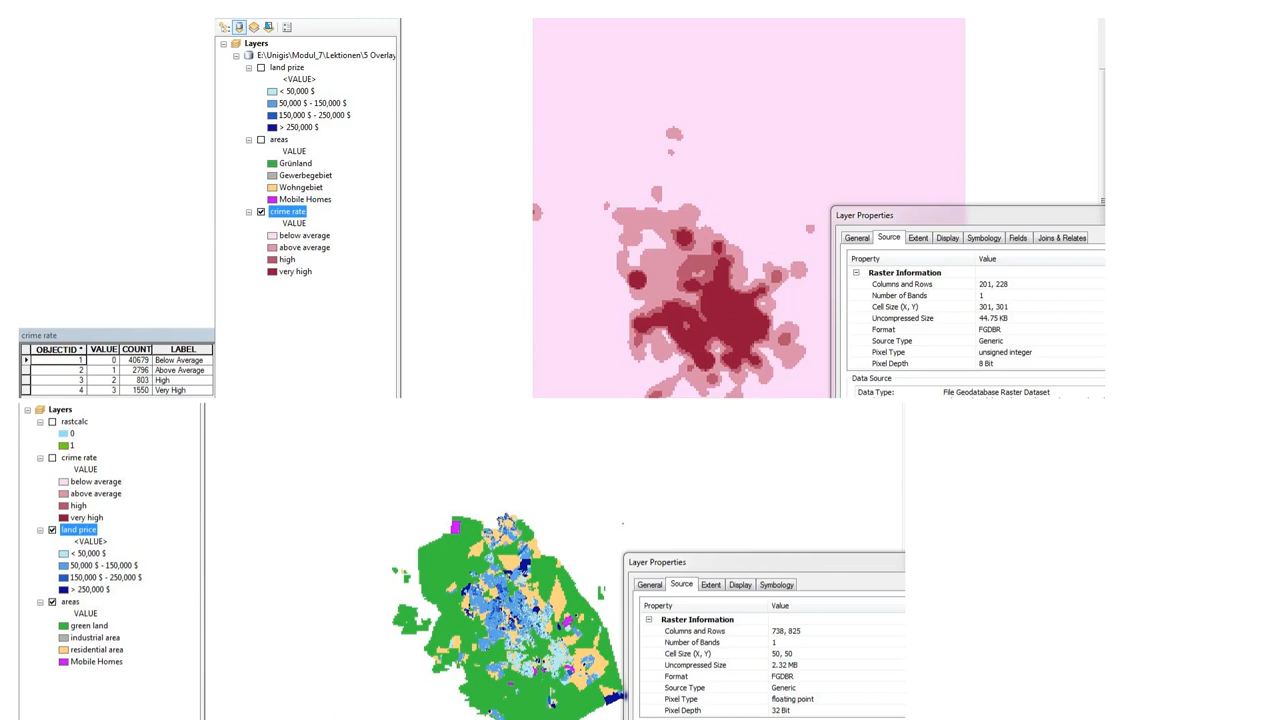 Layers
E:\Unigis\Modul_7\Lektionen\5 Overlay
land prize
<VALUE>
< 50,000 $
50,000 $ - 150,000 $
150,000 $ - 250,000 $
> 250,000 $
areas
VALUE
Grünland
Gewerbegebiet
Wohngebiet
Mobile Homes
crime rate
VALUE
below average
above average
high
very high
Layer Properties
General Source Extent Display Symbology Fields Joins & Relates
Property Value
Raster Information
Columns and Rows 201, 228
Number of Bands 1
Cell Size (X, Y) 301, 301
Uncompressed Size 44.75 KB
Format FGDBR
Source Type Generic
Pixel Type unsigned integer
Pixel Depth 8 Bit
Data Source
Data Type: File Geodatabase Raster Dataset
crime rate
OBJECTID * VALUE COUNT LABEL
1 0 40679 Below Average
2 1 2796 Above Average
3 2 803 High
4 3 1550 Very High
Layers
rastcalc
0
1
crime rate
VALUE
below average
above average
high
very high
land price
<VALUE>
< 50,000 $
50,000 $ - 150,000 $
150,000 $ - 250,000 $
> 250,000 $
areas
VALUE
green land
industrial area
residential area
Mobile Homes
Layer Properties
General Source Extent Display Symbology
Property Value
Raster Information
Columns and Rows 738, 825
Number of Bands 1
Cell Size (X, Y) 50, 50
Uncompressed Size 2.32 MB
Format FGDBR
Source Type Generic
Pixel Type floating point
Pixel Depth 32 Bit